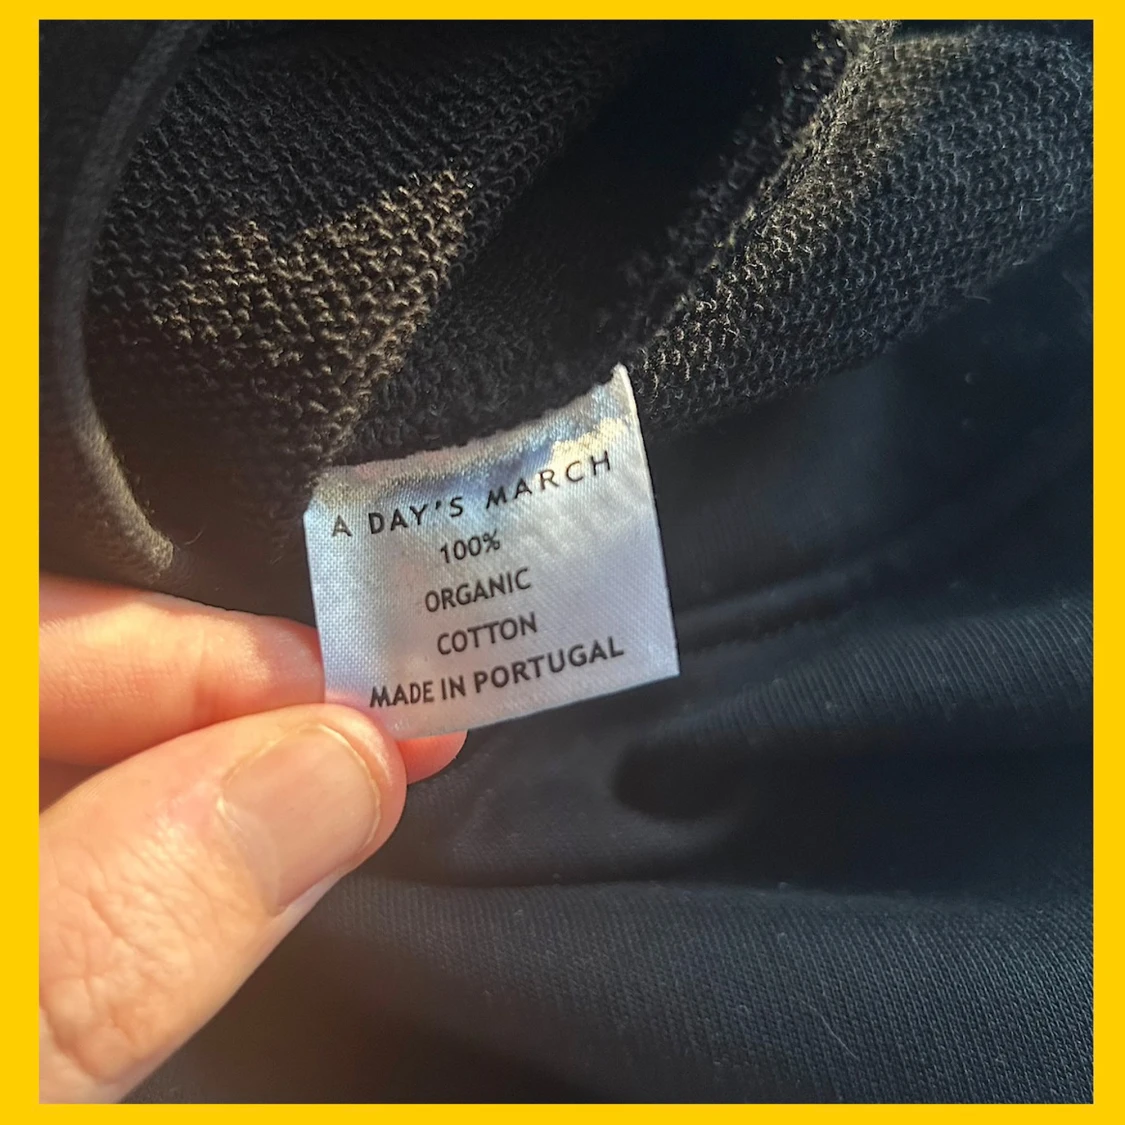 A DAY'S MARCH
100%
ORGANIC
COTTON
MADE IN PORTUGAL